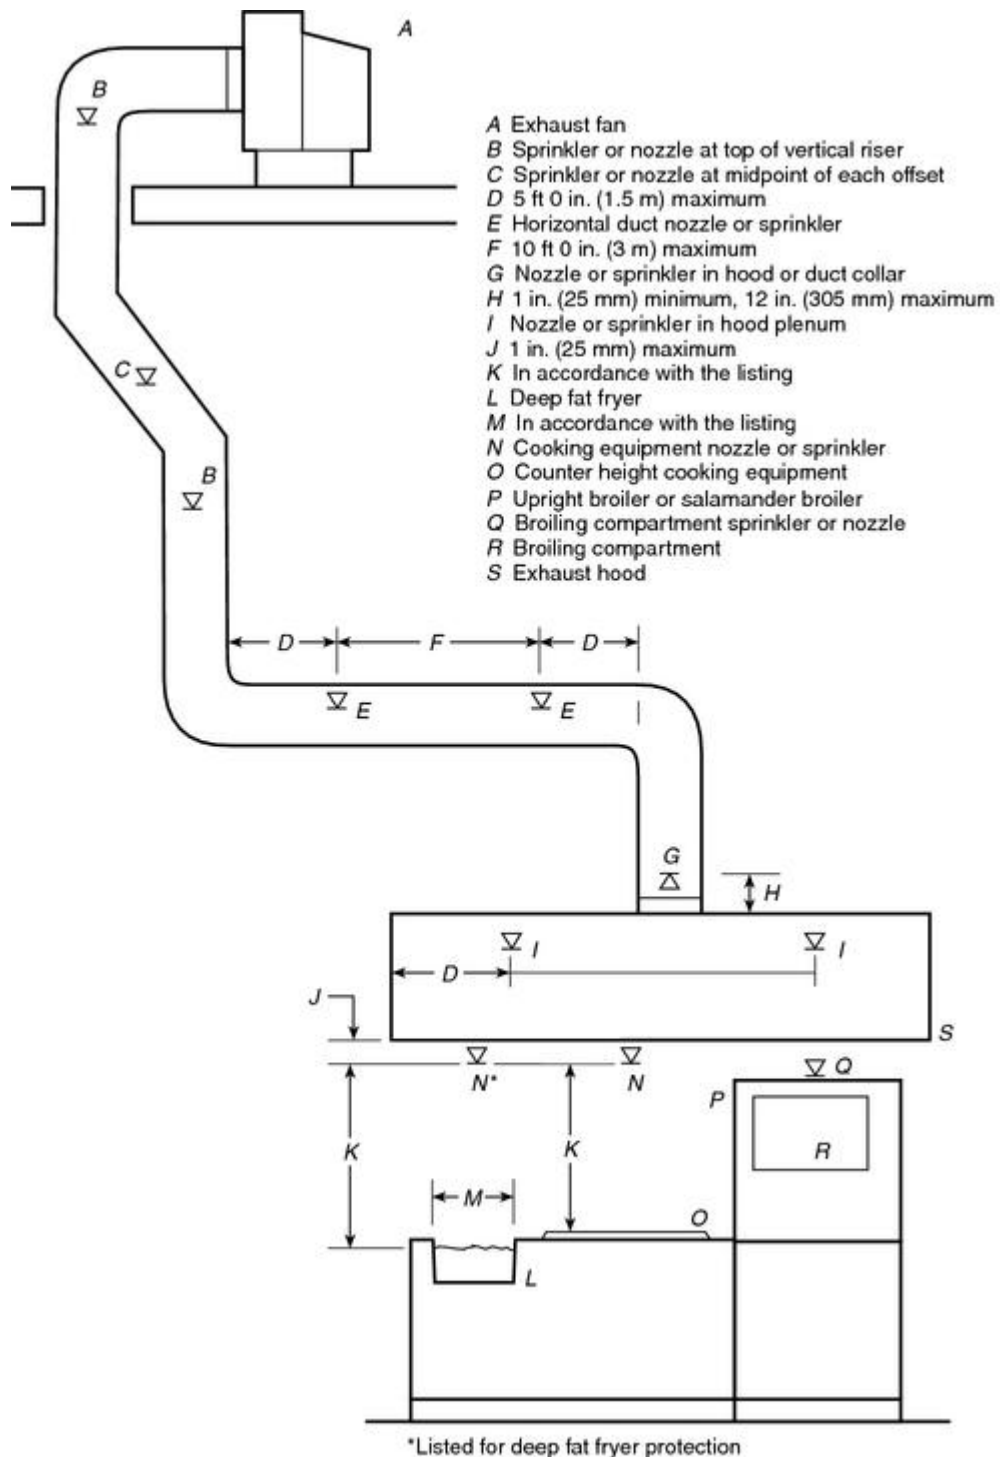 A
B
A Exhaust fan
B Sprinkler or nozzle at top of vertical riser
C Sprinkler or nozzle at midpoint of each offset
D 5 ft 0 in. (1.5 m) maximum
E Horizontal duct nozzle or sprinkler
F 10 ft 0 in. (3 m) maximum
G Nozzle or sprinkler in hood or duct collar
H 1 in. (25 mm) minimum, 12 in. (305 mm) maximum
I Nozzle or sprinkler in hood plenum
J 1 in. (25 mm) maximum
K In accordance with the listing
L Deep fat fryer
M In accordance with the listing
N Cooking equipment nozzle or sprinkler
O Counter height cooking equipment
P Upright broiler or salamander broiler
Q Broiling compartment sprinkler or nozzle
R Broiling compartment
S Exhaust hood
C
B
D F D
E E
G
H
I I
D
J
S
N* N Q
P
K K R
M
O
L
*Listed for deep fat fryer protection